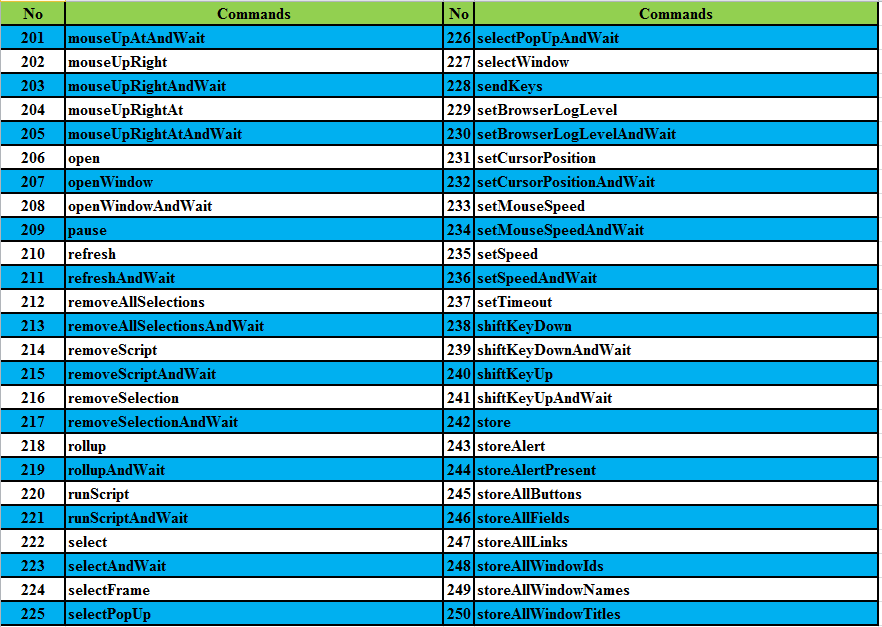 No Commands No Commands
201 mouseUpAtAndWait 226 selectPopUpAndWait
202 mouseUpRight 227 selectWindow
203 mouseUpRightAndWait 228 sendKeys
204 mouseUpRightAt 229 setBrowserLogLevel
205 mouseUpRightAtAndWait 230 setBrowserLogLevelAndWait
206 open 231 setCursorPosition
207 openWindow 232 setCursorPositionAndWait
208 openWindowAndWait 233 setMouseSpeed
209 pause 234 setMouseSpeedAndWait
210 refresh 235 setSpeed
211 refreshAndWait 236 setSpeedAndWait
212 removeAllSelections 237 setTimeout
213 removeAllSelectionsAndWait 238 shiftKeyDown
214 removeScript 239 shiftKeyDownAndWait
215 removeScriptAndWait 240 shiftKeyUp
216 removeSelection 241 shiftKeyUpAndWait
217 removeSelectionAndWait 242 store
218 rollup 243 storeAlert
219 rollupAndWait 244 storeAlertPresent
220 runScript 245 storeAllButtons
221 runScriptAndWait 246 storeAllFields
222 select 247 storeAllLinks
223 selectAndWait 248 storeAllWindowIds
224 selectFrame 249 storeAllWindowNames
225 selectPopUp 250 storeAllWindowTitles